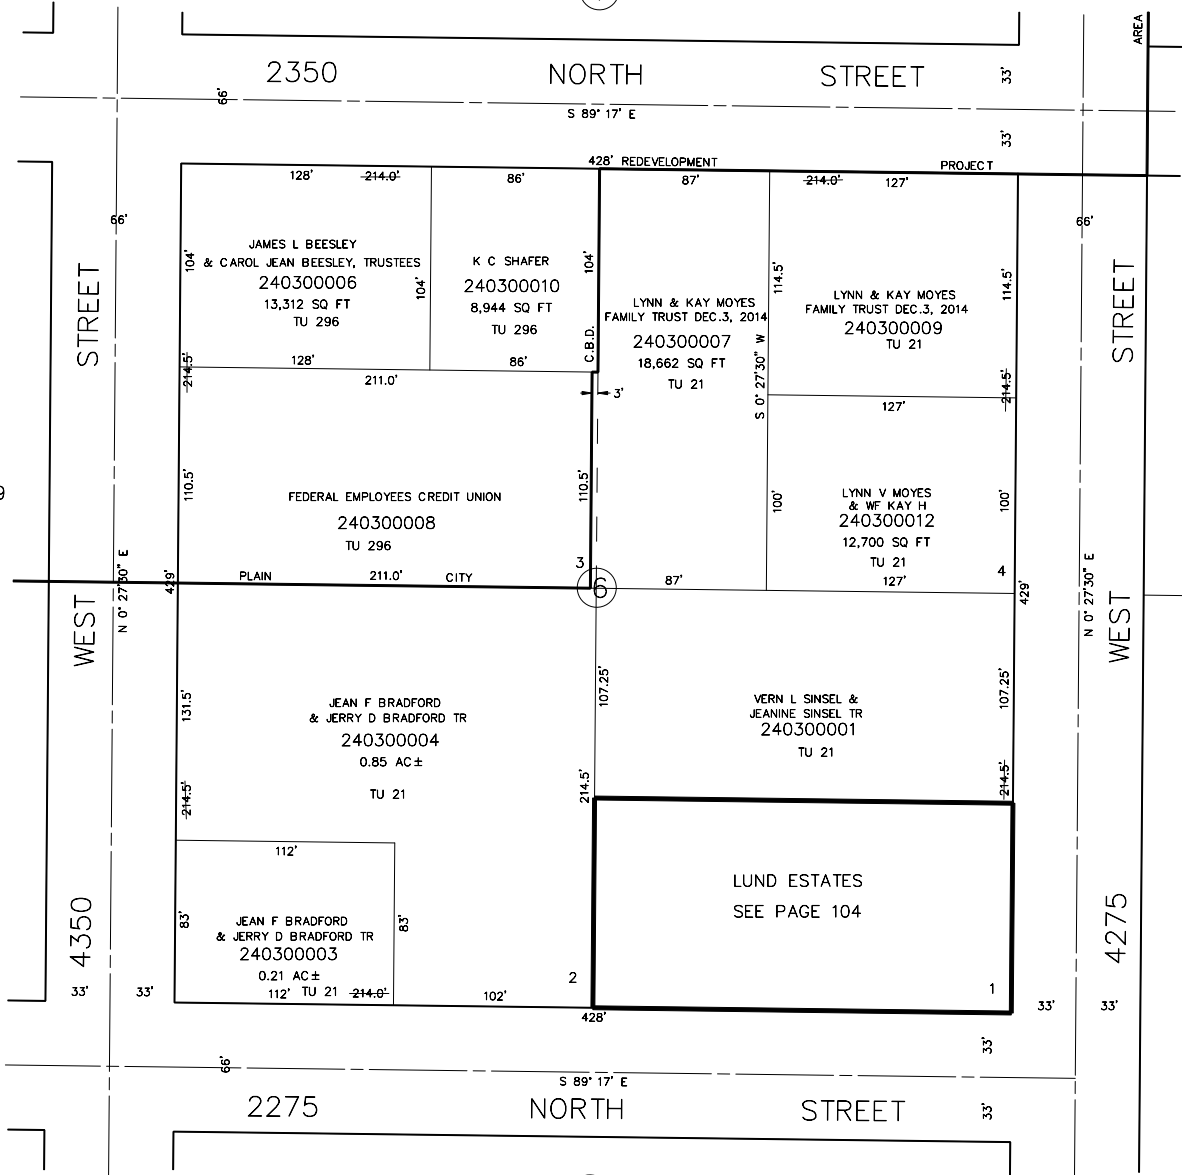 AREA
2350 NORTH STREET
33'
66'
S 89° 17' E
33'
428' REDEVELOPMENT PROJECT
128' 214.0' 86' 87' 214.0' 127'
66' 66'
JAMES L BEESLEY
& CAROL JEAN BEESLEY, TRUSTEES
240300006
13,312 SQ FT
TU 296
104'
104'
128'
K C SHAFER
240300010
8,944 SQ FT
TU 296
104'
86'
C.B.D.
LYNN & KAY MOYES
FAMILY TRUST DEC.3, 2014
240300007
18,662 SQ FT
TU 21
S 0° 27'30" W
114.5'
LYNN & KAY MOYES
FAMILY TRUST DEC.3, 2014
240300009
TU 21
114.5'
214.5'
127'
214.5'
211.0'
3'
110.5'
FEDERAL EMPLOYEES CREDIT UNION
240300008
TU 296
110.5'
3
100'
LYNN V MOYES
& WF KAY H
240300012
12,700 SQ FT
TU 21
127'
100'
4
9
PLAIN 211.0' CITY
6
87'
429'
429'
N 0° 27'30" E
N 0° 27'30" E
4350 WEST STREET
4275 WEST STREET
131.5'
JEAN F BRADFORD
& JERRY D BRADFORD TR
240300004
0.85 AC±
TU 21
214.5'
214.5'
107.25'
VERN L SINSEL &
JEANINE SINSEL TR
240300001
TU 21
107.25'
214.5'
112'
83'
JEAN F BRADFORD
& JERRY D BRADFORD TR
240300003
0.21 AC±
TU 21
83'
112' 214.0' 102'
2
LUND ESTATES
SEE PAGE 104
1
33' 33'
33' 33'
428'
33'
66'
S 89° 17' E
2275 NORTH STREET
33'